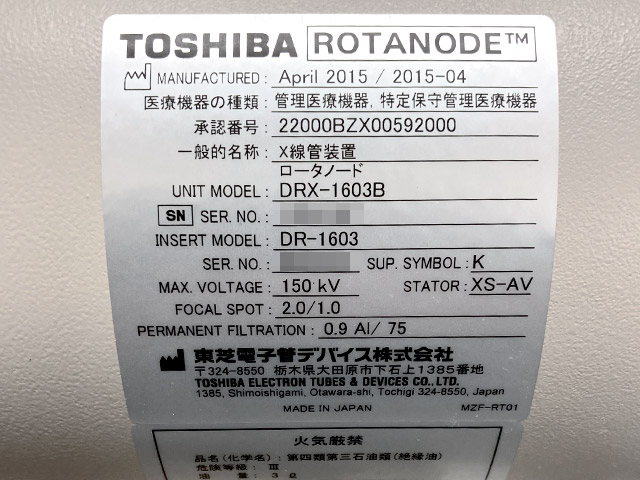 TOSHIBA ROTANODE™
MANUFACTURED : April 2015 / 2015-04
医療機器の種類 : 管理医療機器, 特定保守管理医療機器
承認番号 : 22000BZX00592000
一般的名称 : X線管装置
ロータノード
UNIT MODEL : DRX-1603B
SN SER. NO. :
INSERT MODEL : DR-1603
SER. NO. : SUP. SYMBOL : K
MAX. VOLTAGE : 150 kV STATOR : XS-AV
FOCAL SPOT : 2.0/1.0
PERMANENT FILTRATION : 0.9 Al/ 75
東芝電子管デバイス株式会社
〒324-8550 栃木県大田原市下石上1385番地
TOSHIBA ELECTRON TUBES & DEVICES CO., LTD.
1385, Shimoishigami, Otawara-shi, Tochigi 324-8550, Japan
MADE IN JAPAN MZF-RT01
火気厳禁
品名(化学名) : 第四類第三石油類(絶縁油)
危険等級 : Ⅲ
油 量 : 3 ℓ